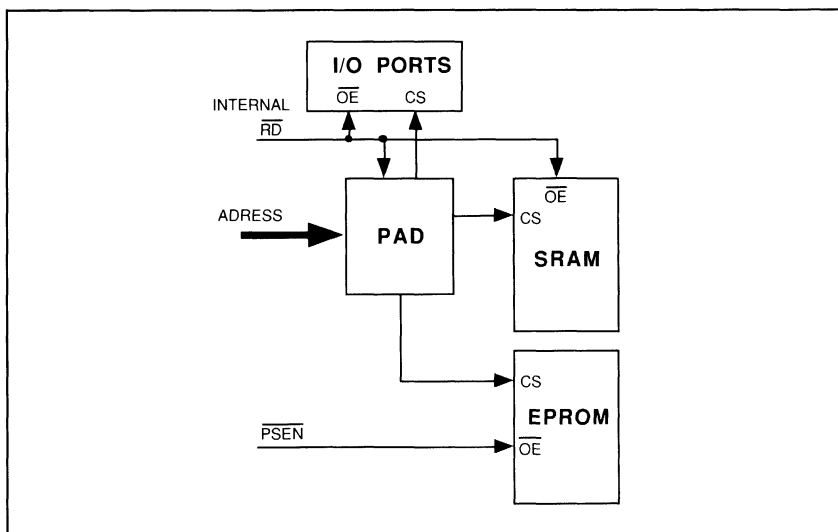 I/O PORTS
OE CS
INTERNAL
RD
OE
ADRESS
CS
PAD
SRAM
CS
EPROM
PSEN
OE